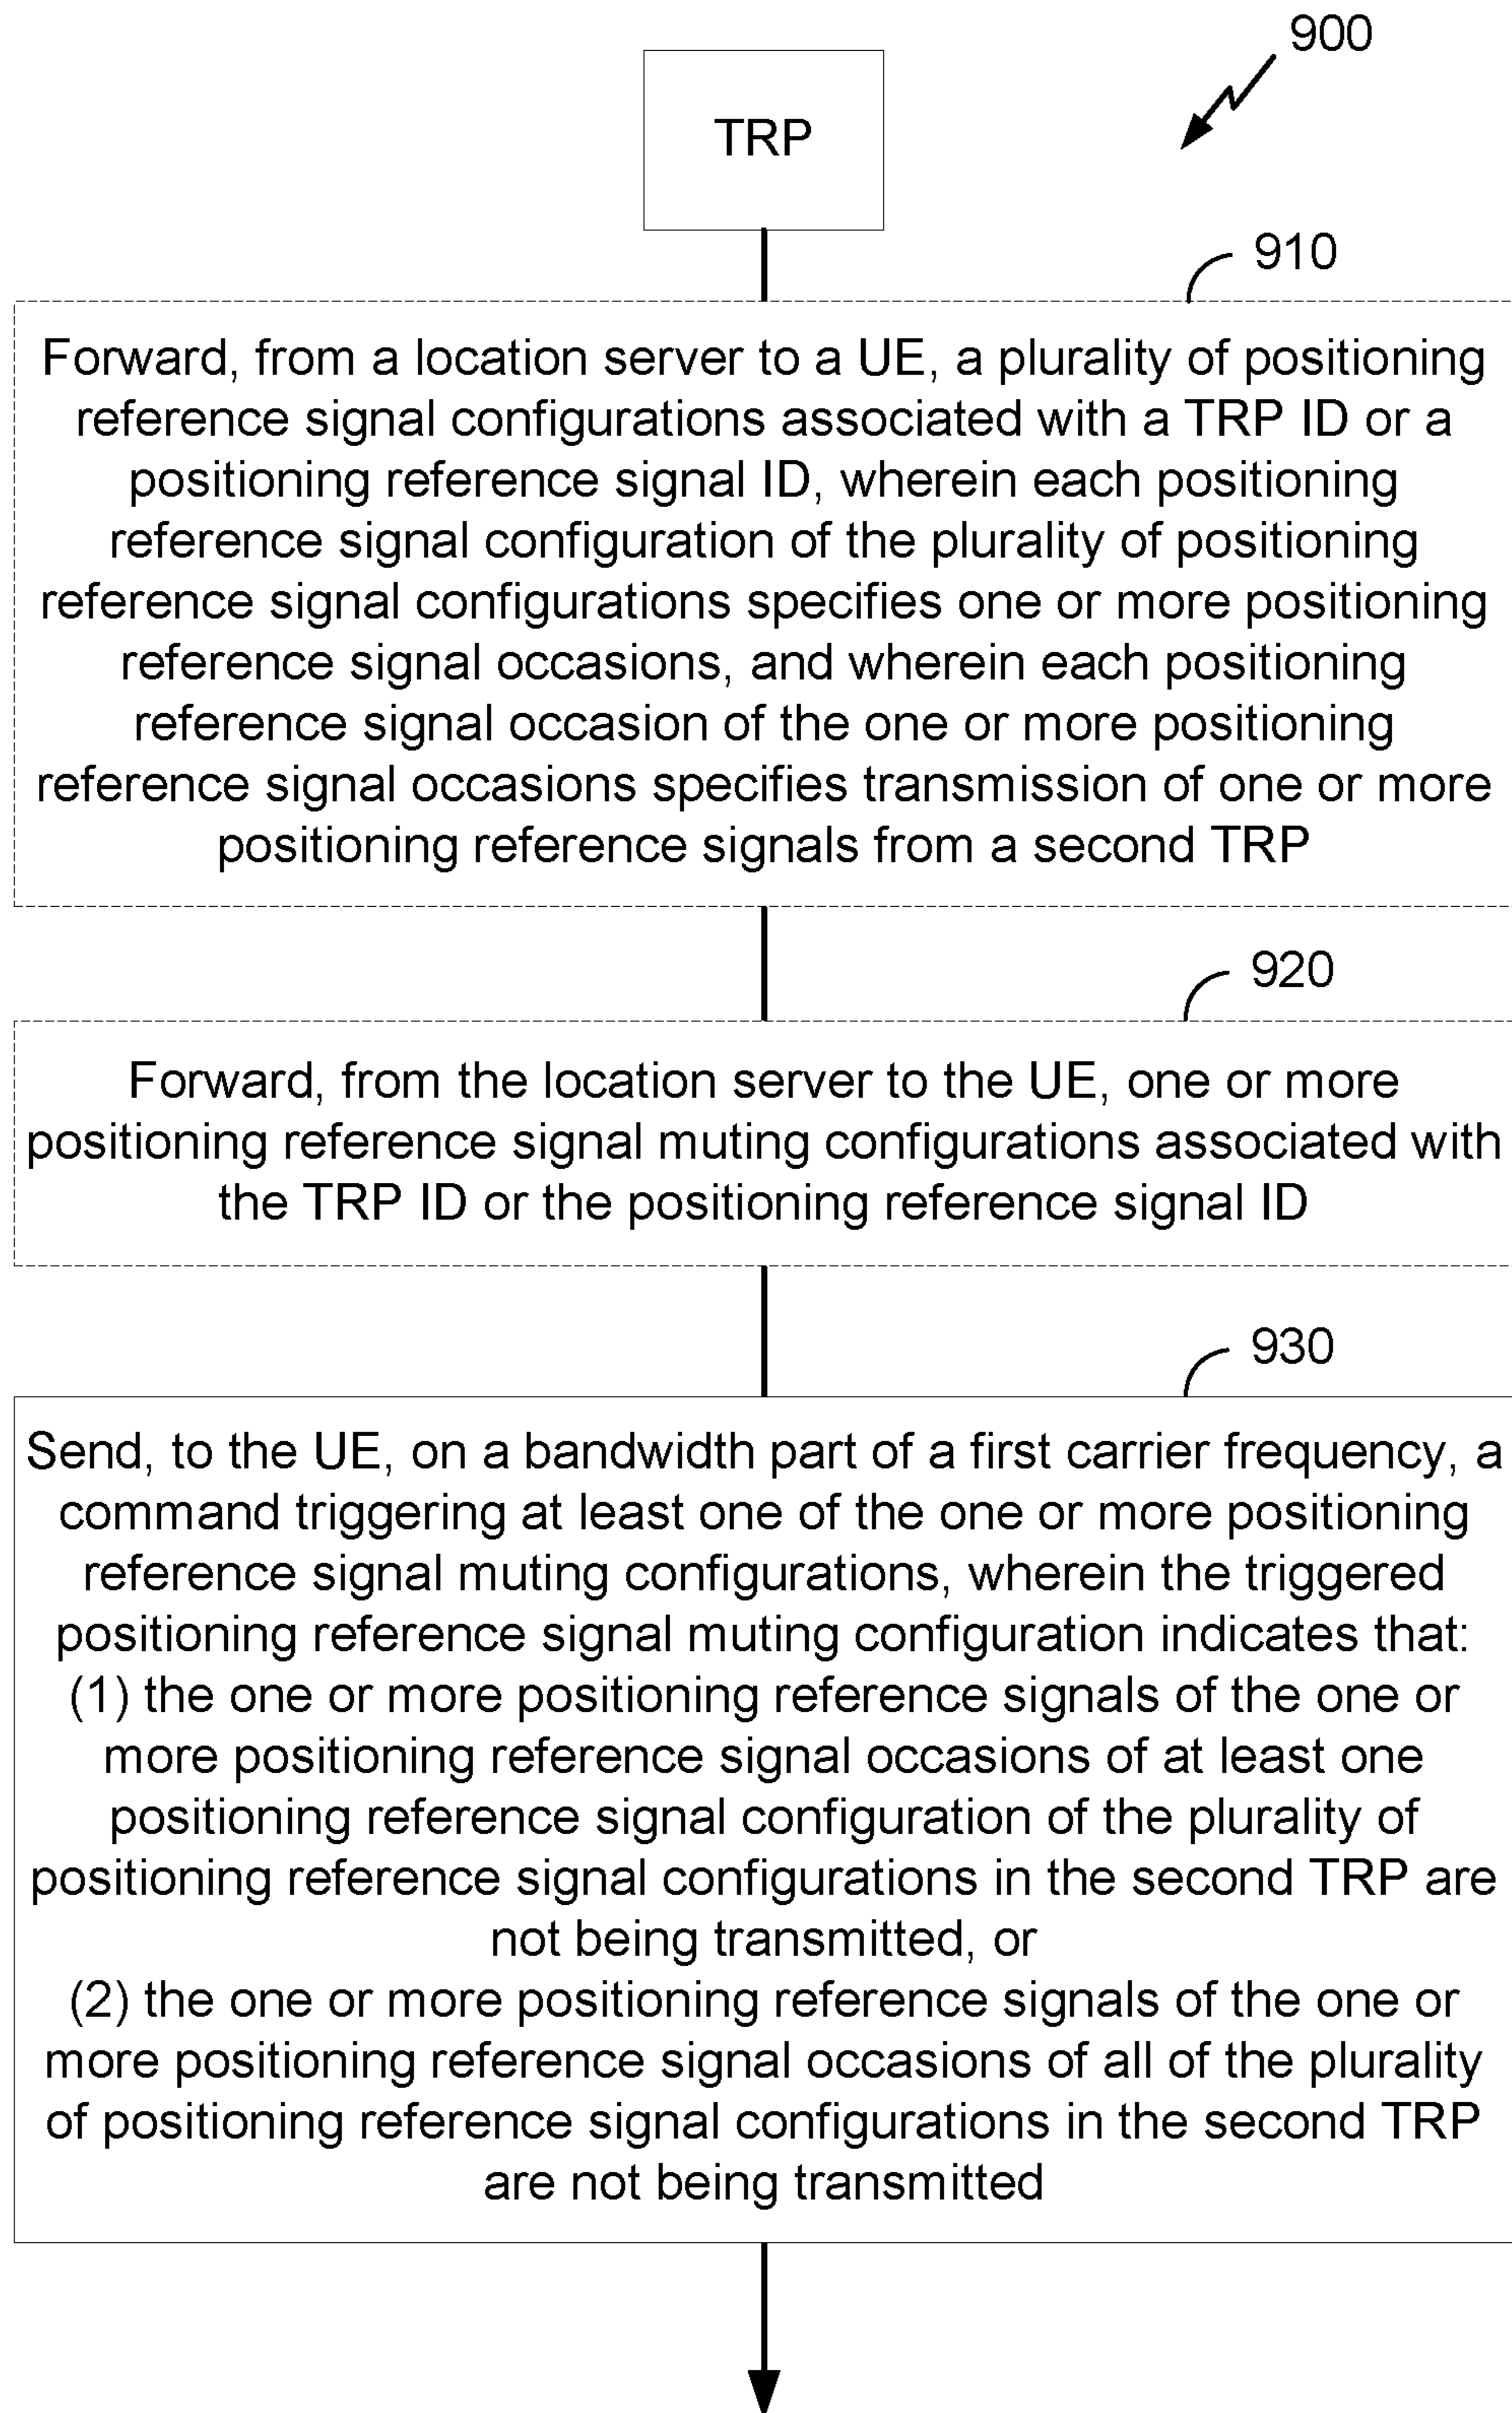 900
TRP
910
Forward, from a location server to a UE, a plurality of positioning
reference signal configurations associated with a TRP ID or a
positioning reference signal ID, wherein each positioning
reference signal configuration of the plurality of positioning
reference signal configurations specifies one or more positioning
reference signal occasions, and wherein each positioning
reference signal occasion of the one or more positioning
reference signal occasions specifies transmission of one or more
positioning reference signals from a second TRP
920
Forward, from the location server to the UE, one or more
positioning reference signal muting configurations associated with
the TRP ID or the positioning reference signal ID
930
Send, to the UE, on a bandwidth part of a first carrier frequency, a
command triggering at least one of the one or more positioning
reference signal muting configurations, wherein the triggered
positioning reference signal muting configuration indicates that:
(1) the one or more positioning reference signals of the one or
more positioning reference signal occasions of at least one
positioning reference signal configuration of the plurality of
positioning reference signal configurations in the second TRP are
not being transmitted, or
(2) the one or more positioning reference signals of the one or
more positioning reference signal occasions of all of the plurality
of positioning reference signal configurations in the second TRP
are not being transmitted